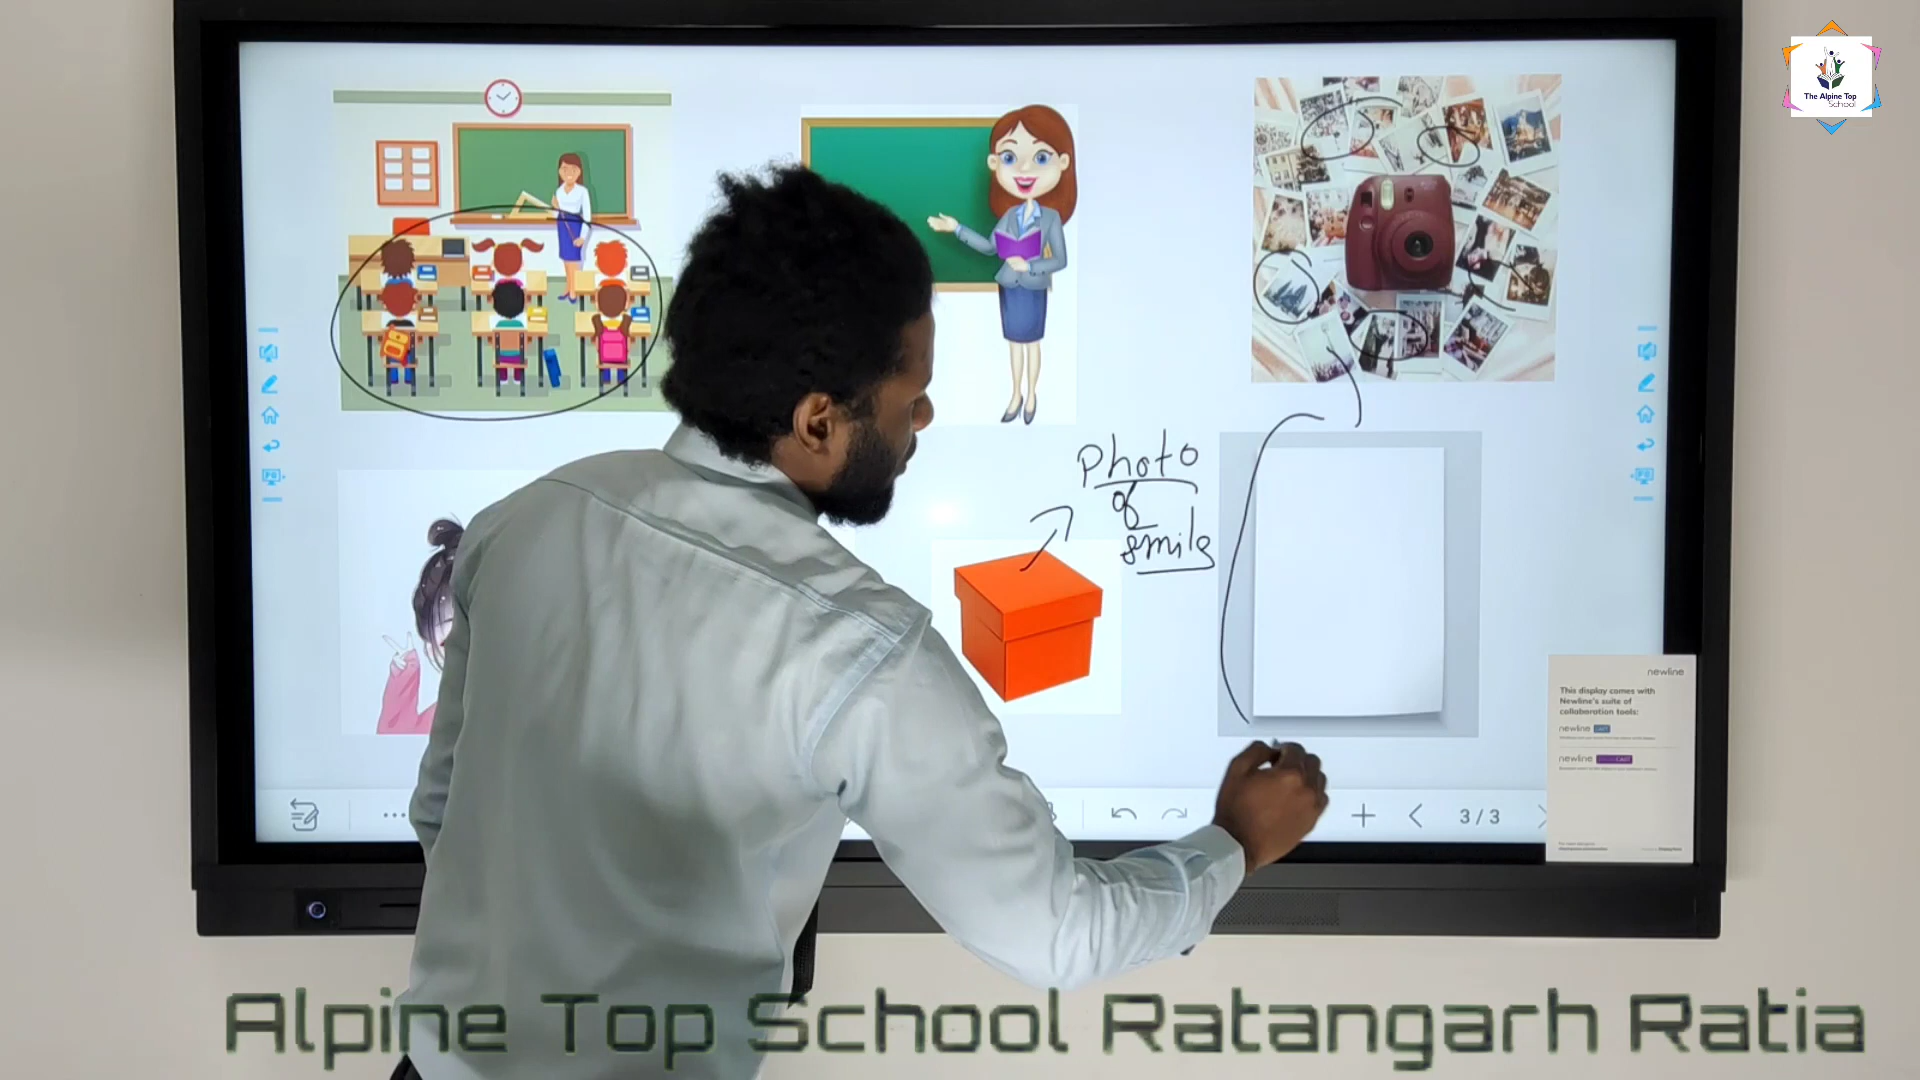 The Alpine Top
School
Photo
of
smile
3/3
newline
This display comes with
Newline's suite of
collaboration tools:
newline
newline
Alpine Top School Ratangarh Ratia